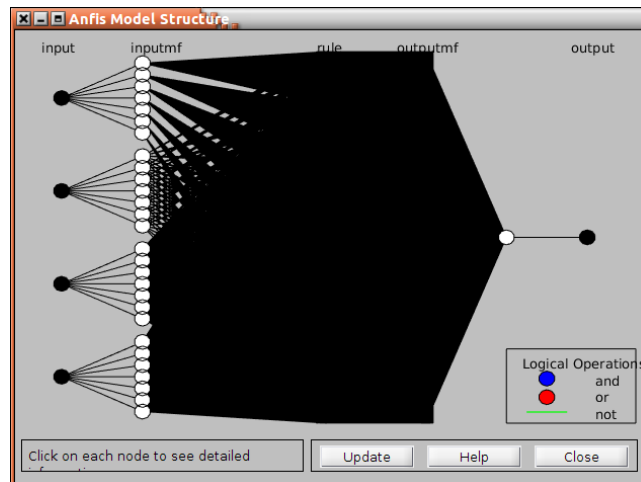 Anfis Model Structure
input inputmf rule outputmf output
Logical Operations
and
or
not
Click on each node to see detailed
Update Help Close